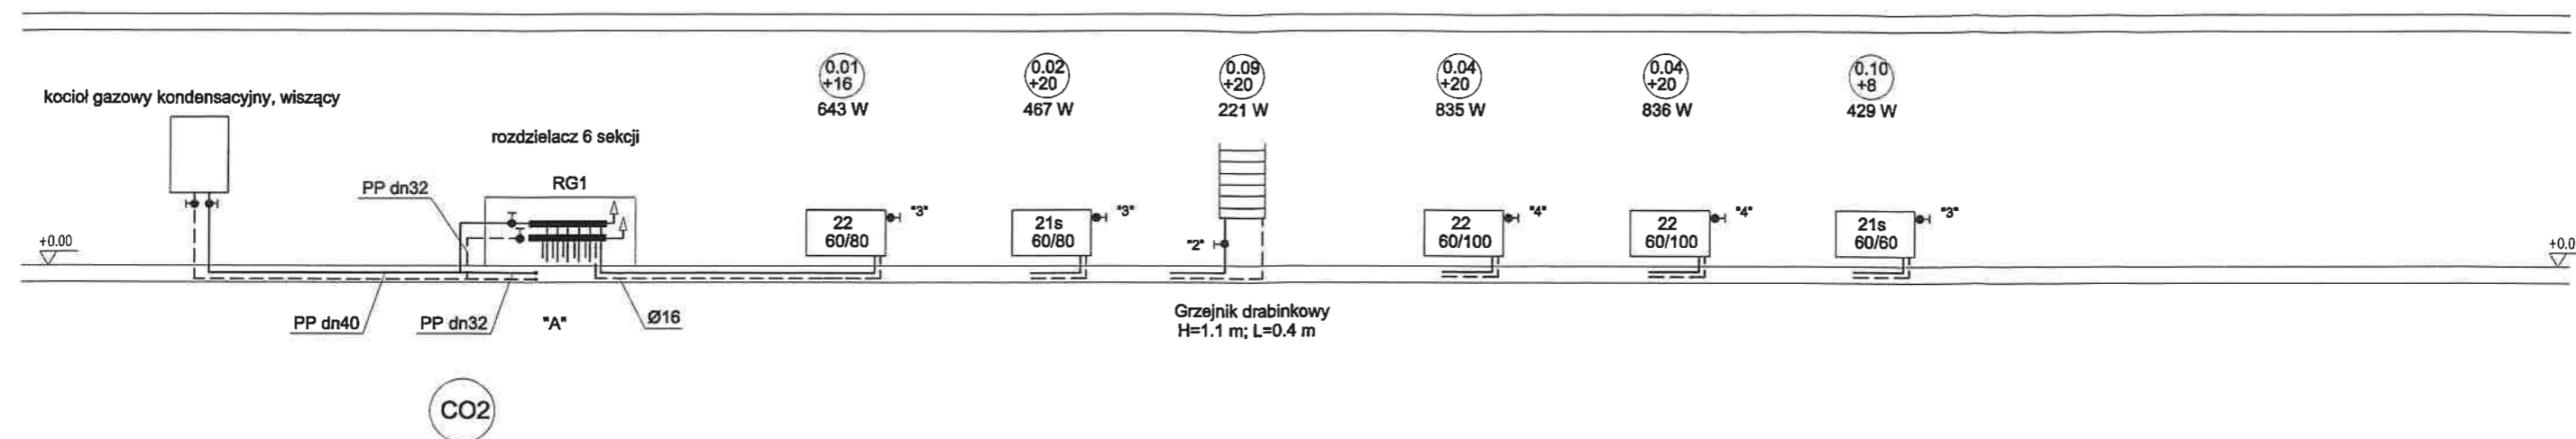 0.01
+16
643 W
0.02
+20
467 W
0.09
+20
221 W
0.04
+20
835 W
0.04
+20
836 W
0.10
+8
429 W
kocioł gazowy kondensacyjny, wiszący
rozdzielacz 6 sekcji
PP dn32
RG1
22
60/80
"3"
21s
60/80
"3"
"2"
22
60/100
"4"
22
60/100
"4"
21s
60/60
"3"
+0.00
+0.0
PP dn40
PP dn32
"A"
Ø16
Grzejnik drabinkowy
H=1.1 m; L=0.4 m
CO2